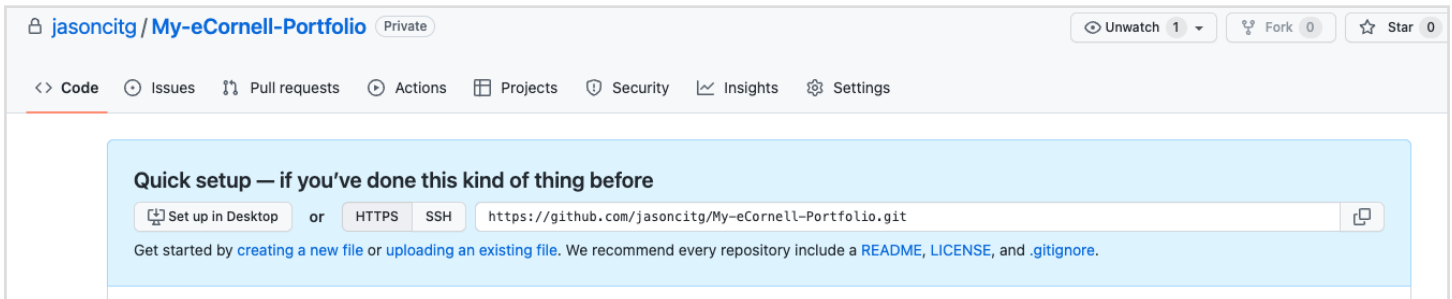 jasoncitg / My-eCornell-Portfolio Private Unwatch 1 Fork 0 Star 0
<> Code Issues Pull requests Actions Projects Security Insights Settings
Quick setup — if you’ve done this kind of thing before
Set up in Desktop or HTTPS SSH https://github.com/jasoncitg/My-eCornell-Portfolio.git
Get started by creating a new file or uploading an existing file. We recommend every repository include a README, LICENSE, and .gitignore.